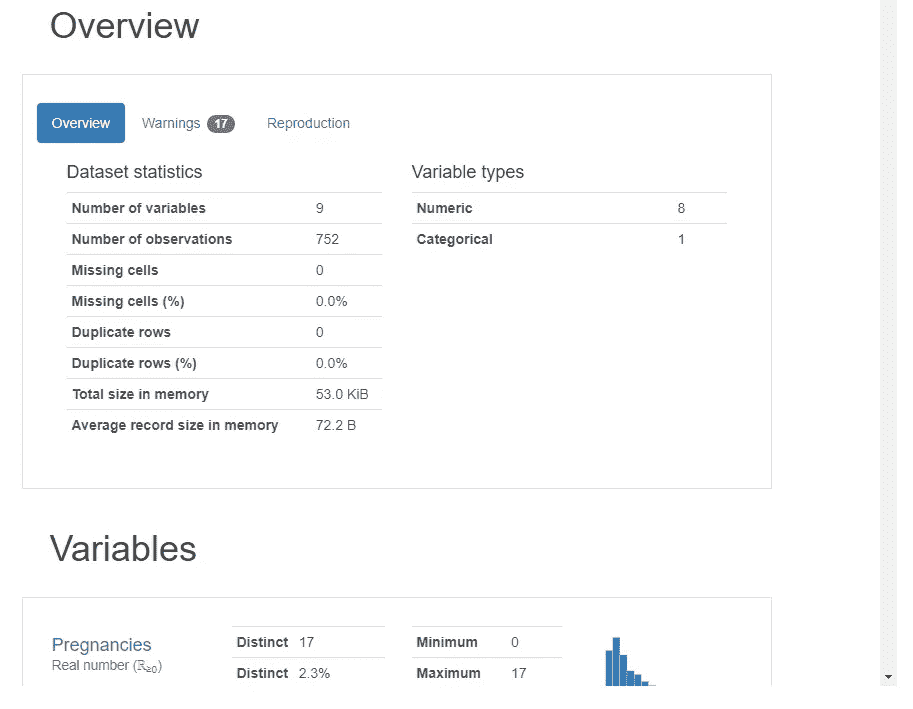 Overview
Overview Warnings 17 Reproduction
Dataset statistics
Number of variables 9
Number of observations 752
Missing cells 0
Missing cells (%) 0.0%
Duplicate rows 0
Duplicate rows (%) 0.0%
Total size in memory 53.0 KiB
Average record size in memory 72.2 B
Variable types
Numeric 8
Categorical 1
Variables
Pregnancies
Real number (ℝ≥0)
Distinct 17
Distinct 2.3%
Minimum 0
Maximum 17